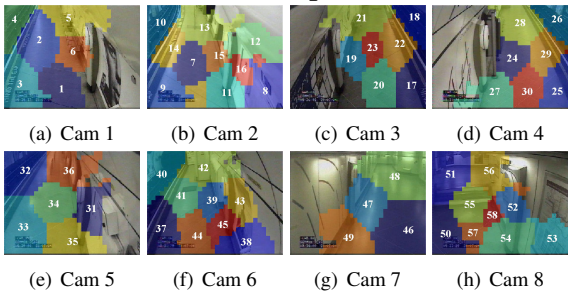 4 5 2 6 3 1
10 13 12 14 15 7 16 9 11 8
21 18 22 23 19 20 17
28 26 29 24 27 30 25
(a) Cam 1 (b) Cam 2 (c) Cam 3 (d) Cam 4
32 36 34 31 33 35
40 42 41 39 43 37 44 45 38
48 47 46 49
51 56 55 52 58 50 57 54 53
(e) Cam 5 (f) Cam 6 (g) Cam 7 (h) Cam 8